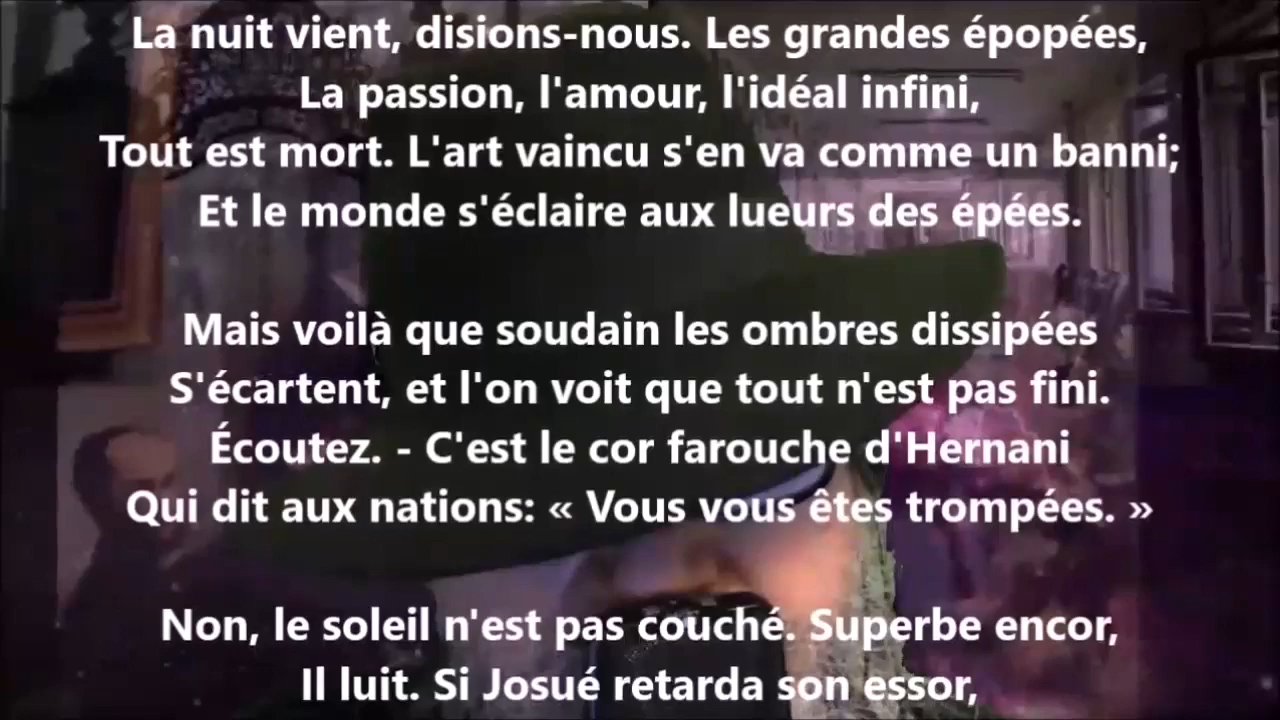 La nuit vient, disions-nous. Les grandes épopées,
La passion, l'amour, l'idéal infini,
Tout est mort. L'art vaincu s'en va comme un banni;
Et le monde s'éclaire aux lueurs des épées.
Mais voilà que soudain les ombres dissipées
S'écartent, et l'on voit que tout n'est pas fini.
Écoutez. - C'est le cor farouche d'Hernani
Qui dit aux nations: « Vous vous êtes trompées. »
Non, le soleil n'est pas couché. Superbe encor,
Il luit. Si Josué retarda son essor,